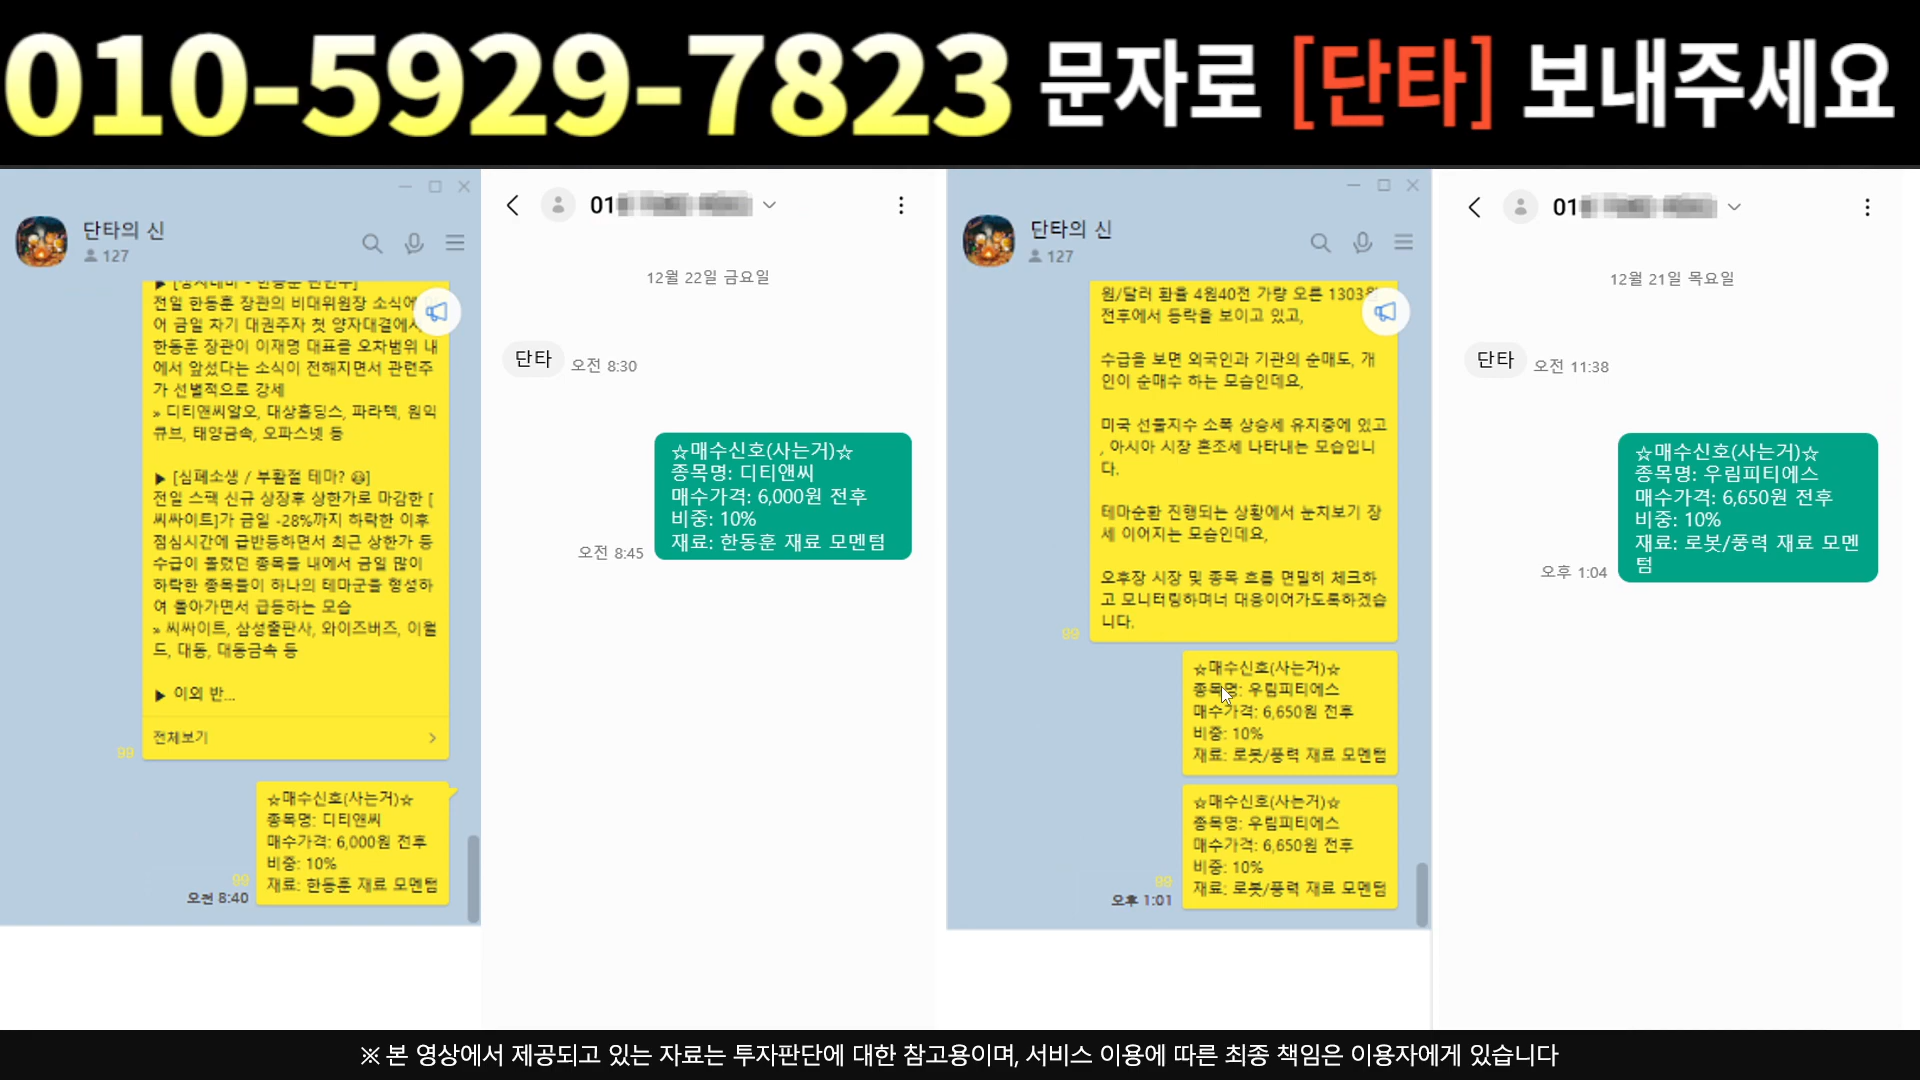 010-5929-7823 문자로 [단타] 보내주세요
단타의 신
127
전일 한동훈 장관의 비대위원장 소식에
어 금일 차기 대권주자 첫 양자대결에서
한동훈 장관이 이재명 대표를 오차범위 내
에서 앞섰다는 소식이 전해지면서 관련주
가 선별적으로 강세
» 디티앤씨알오, 대상홀딩스, 파라텍, 원익
큐브, 태양금속, 오파스넷 등
▶ [심폐소생 / 부활절 테마? 😃]
전일 스팩 신규 상장후 상한가로 마감한 [
씨싸이트]가 금일 -28%까지 하락한 이후
점심시간에 급반등하면서 최근 상한가 등
수급이 몰렸던 종목들 내에서 금일 많이
하락한 종목들이 하나의 테마군을 형성하
여 돌아가면서 급등하는 모습
» 씨싸이트, 삼성출판사, 와이즈버즈, 이월
드, 대동, 대동금속 등
▶ 이외 반...
전체보기
99
☆매수신호(사는거)☆
종목명: 디티앤씨
매수가격: 6,000원 전후
비중: 10%
재료: 한동훈 재료 모멘텀
99
오전 8:40
01
12월 22일 금요일
단타
오전 8:30
☆매수신호(사는거)☆
종목명: 디티앤씨
매수가격: 6,000원 전후
비중: 10%
재료: 한동훈 재료 모멘텀
오전 8:45
단타의 신
127
원/달러 환율 4원40전 가량 오른 1303원
전후에서 등락을 보이고 있고,
수급을 보면 외국인과 기관의 순매도, 개
인이 순매수 하는 모습인데요,
미국 선물지수 소폭 상승세 유지중에 있고
, 아시아 시장 혼조세 나타내는 모습입니
다.
테마순환 진행되는 상황에서 눈치보기 장
세 이어지는 모습인데요,
오후장 시장 및 종목 흐름 면밀히 체크하
고 모니터링하며너 대응이어가도록하겠습
니다.
99
☆매수신호(사는거)☆
종목명: 우림피티에스
매수가격: 6,650원 전후
비중: 10%
재료: 로봇/풍력 재료 모멘텀
☆매수신호(사는거)☆
종목명: 우림피티에스
매수가격: 6,650원 전후
비중: 10%
재료: 로봇/풍력 재료 모멘텀
99
오후 1:01
01
12월 21일 목요일
단타
오전 11:38
☆매수신호(사는거)☆
종목명: 우림피티에스
매수가격: 6,650원 전후
비중: 10%
재료: 로봇/풍력 재료 모멘
텀
오후 1:04
※ 본 영상에서 제공되고 있는 자료는 투자판단에 대한 참고용이며, 서비스 이용에 따른 최종 책임은 이용자에게 있습니다